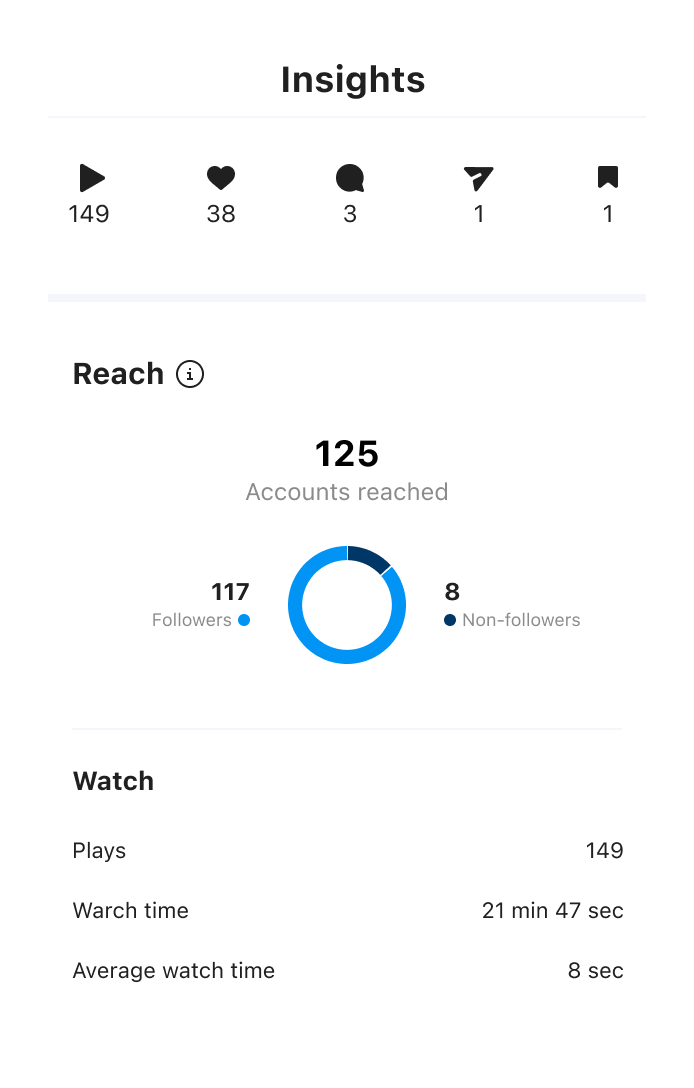 Insights
149 38 3 1 1
Reach i
125
Accounts reached
117 8
Followers Non-followers
Watch
Plays 149
Warch time 21 min 47 sec
Average watch time 8 sec